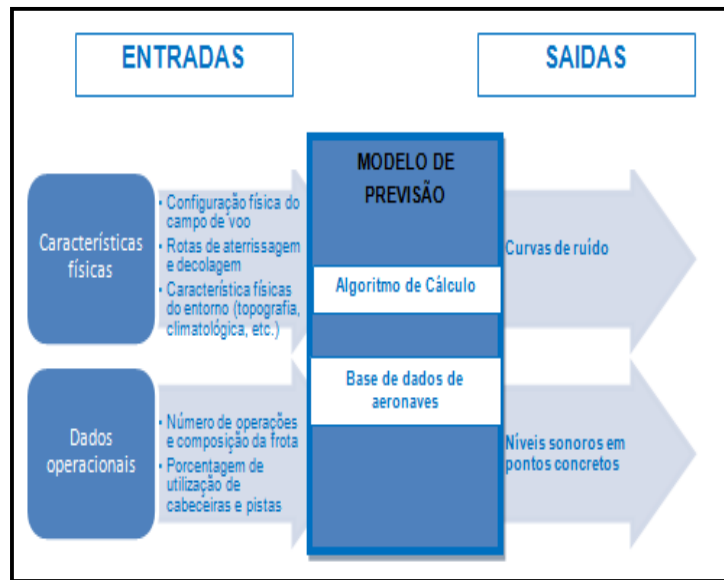 ENTRADAS
SAIDAS
Características
físicas
• Configuração física do
campo de voo
• Rotas de aterrissagem
e decolagem
• Característica físicas
do entorno (topografia,
climatológica, etc.)
MODELO DE
PREVISÃO
Algoritmo de Cálculo
Base de dados de
aeronaves
Curvas de ruído
Dados
operacionais
• Número de operações
e composição da frota
• Porcentagem de
utilização de
cabeceiras e pistas
Níveis sonoros em
pontos concretos